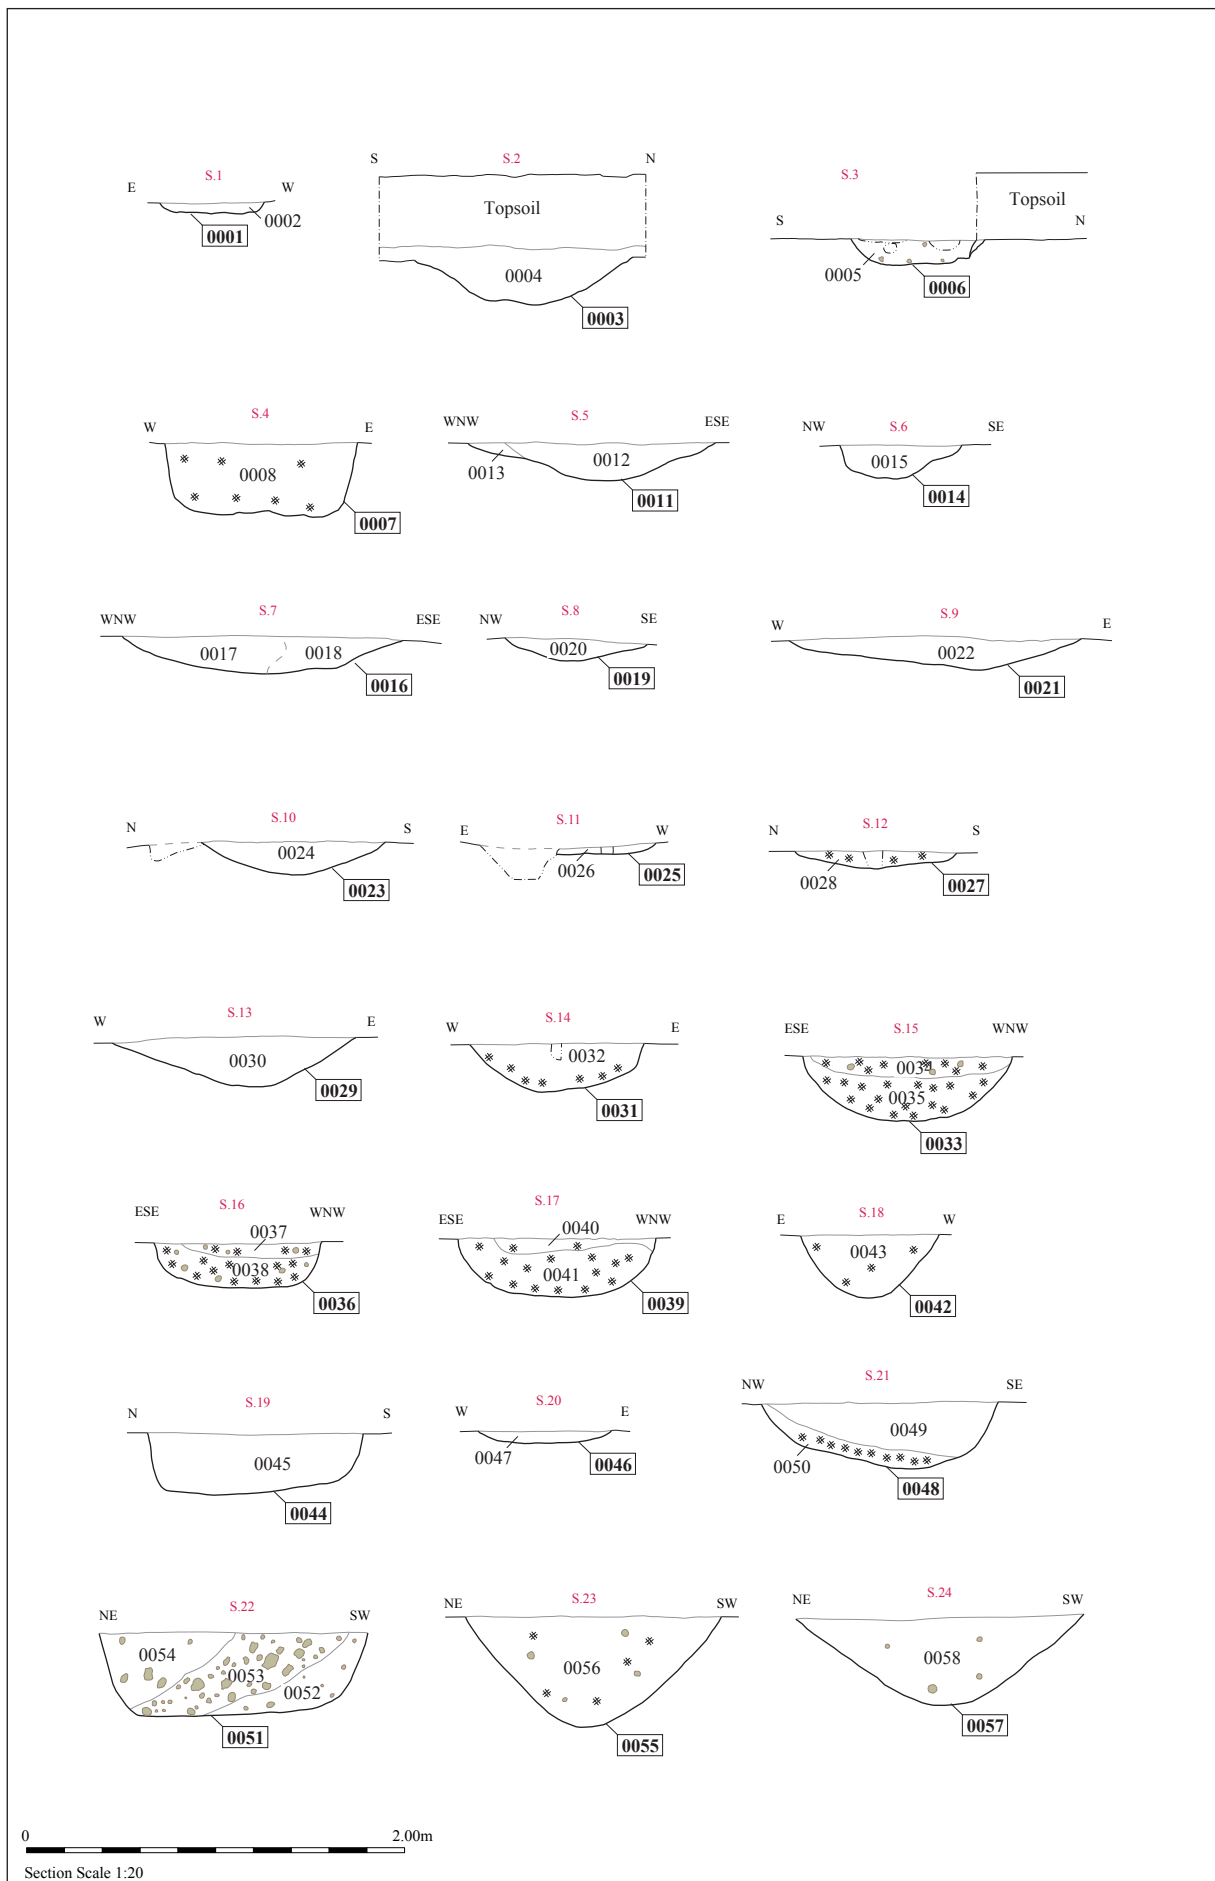 S.1
E
W
0002
0001
S.2
S
N
Topsoil
0004
0003
S.3
Topsoil
S
N
0005
0006
S.4
W
E
0008
0007
S.5
WNW
ESE
0013
0012
0011
S.6
NW
SE
0015
0014
S.7
WNW
ESE
0017
0018
0016
S.8
NW
SE
0020
0019
S.9
W
E
0022
0021
S.10
N
S
0024
0023
S.11
E
W
0026
0025
S.12
N
S
0028
0027
S.13
W
E
0030
0029
S.14
W
E
0032
0031
S.15
ESE
WNW
0034
0035
0033
S.16
ESE
WNW
0037
0038
0036
S.17
ESE
WNW
0040
0041
0039
S.18
E
W
0043
0042
S.19
N
S
0045
0044
S.20
W
E
0047
0046
S.21
NW
SE
0049
0050
0048
S.22
NE
SW
0054
0053
0052
0051
S.23
NE
SW
0056
0055
S.24
NE
SW
0058
0057
0 2.00m
Section Scale 1:20